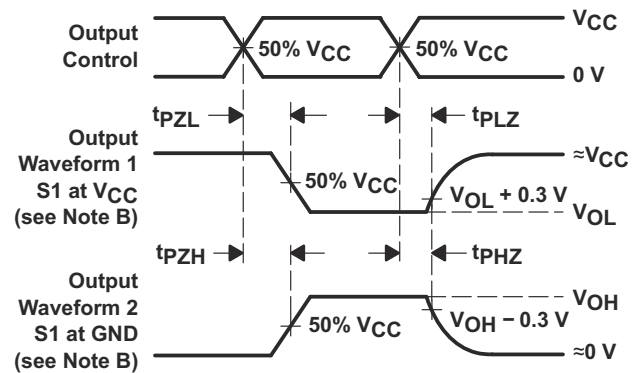 Output
Control
50% VCC
50% VCC
VCC
0 V
tPZL
tPLZ
Output
Waveform 1
S1 at VCC
(see Note B)
50% VCC
VOL + 0.3 V
≈VCC
VOL
tPZH
tPHZ
Output
Waveform 2
S1 at GND
(see Note B)
50% VCC
VOH − 0.3 V
VOH
≈0 V